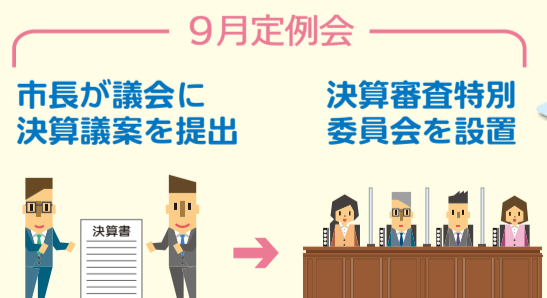 9月定例会
市長が議会に
決算議案を提出
決算書
決算審査特別
委員会を設置